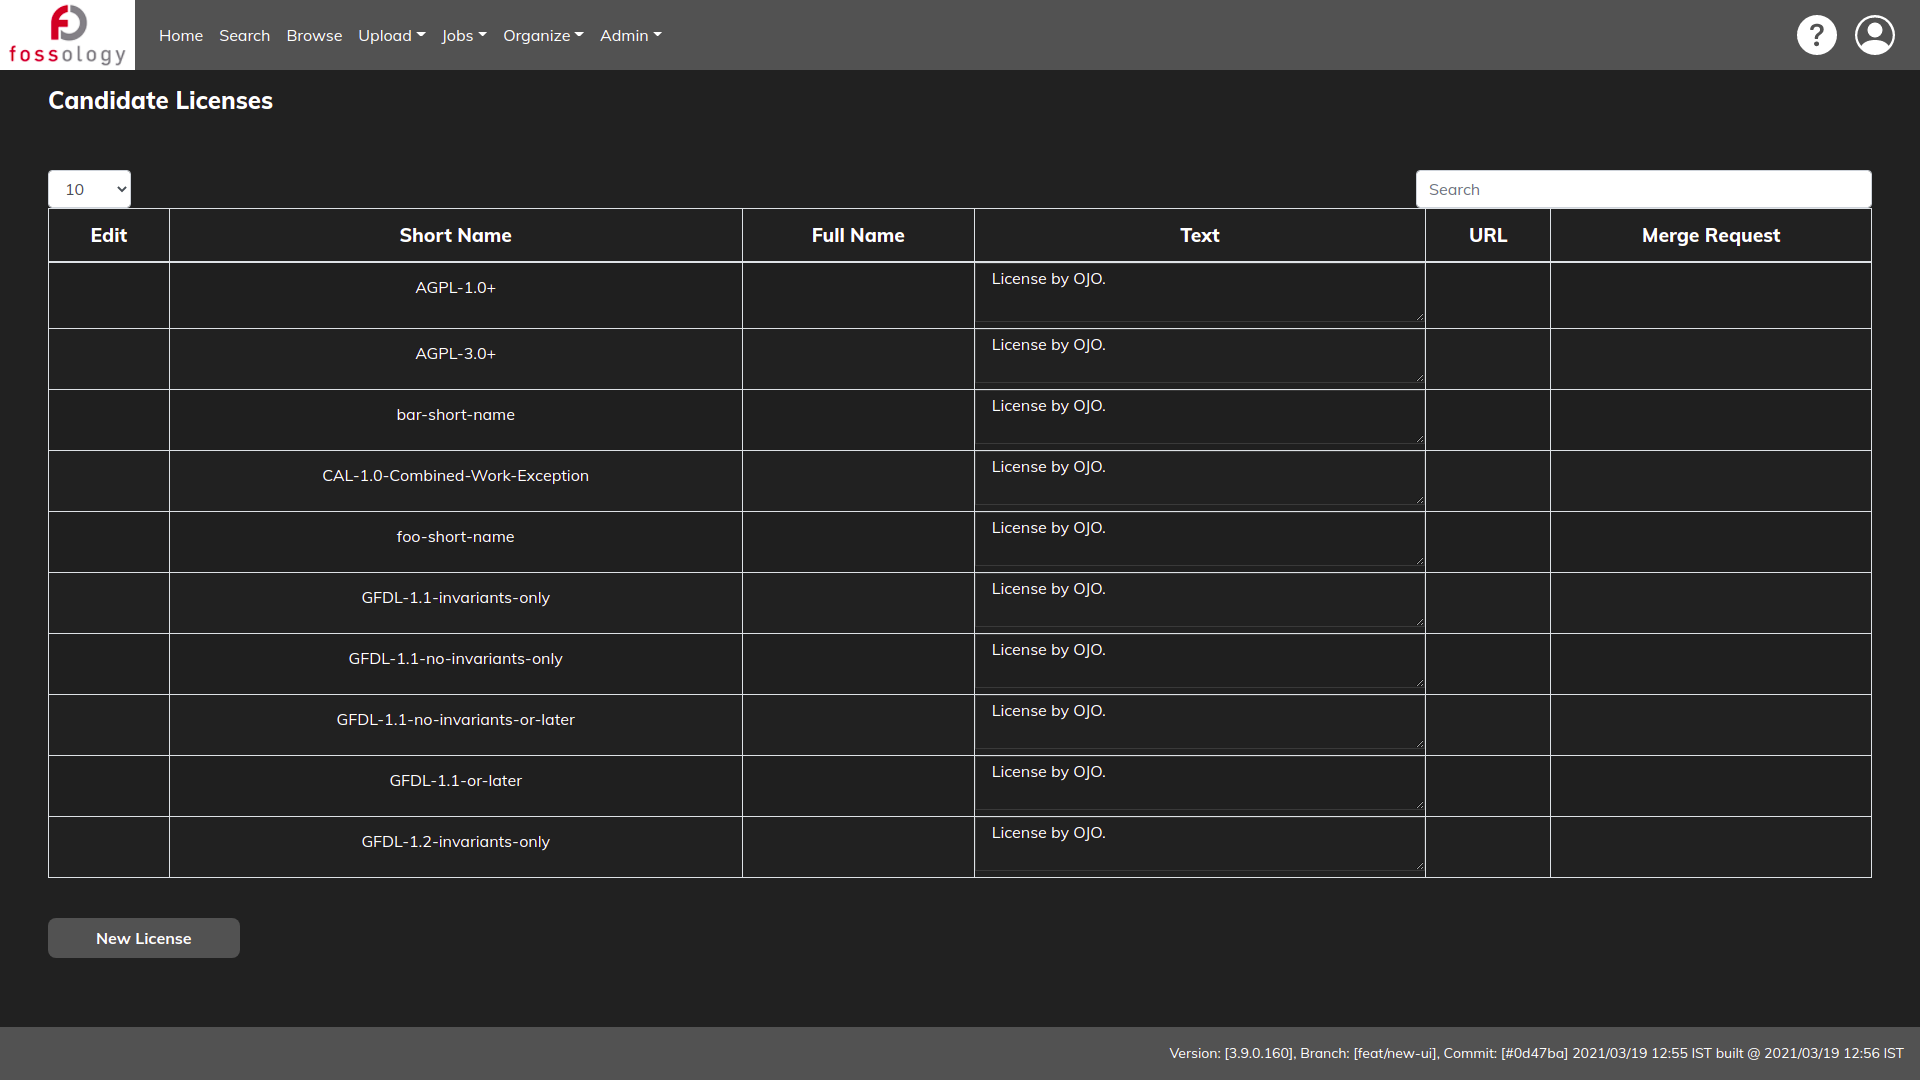 fossology
Home Search Browse Upload Jobs Organize Admin
?
Candidate Licenses
10
Search
Edit Short Name Full Name Text URL Merge Request
AGPL-1.0+ License by OJO.
AGPL-3.0+ License by OJO.
bar-short-name License by OJO.
CAL-1.0-Combined-Work-Exception License by OJO.
foo-short-name License by OJO.
GFDL-1.1-invariants-only License by OJO.
GFDL-1.1-no-invariants-only License by OJO.
GFDL-1.1-no-invariants-or-later License by OJO.
GFDL-1.1-or-later License by OJO.
GFDL-1.2-invariants-only License by OJO.
New License
Version: [3.9.0.160], Branch: [feat/new-ui], Commit: [#0d47ba] 2021/03/19 12:55 IST built @ 2021/03/19 12:56 IST